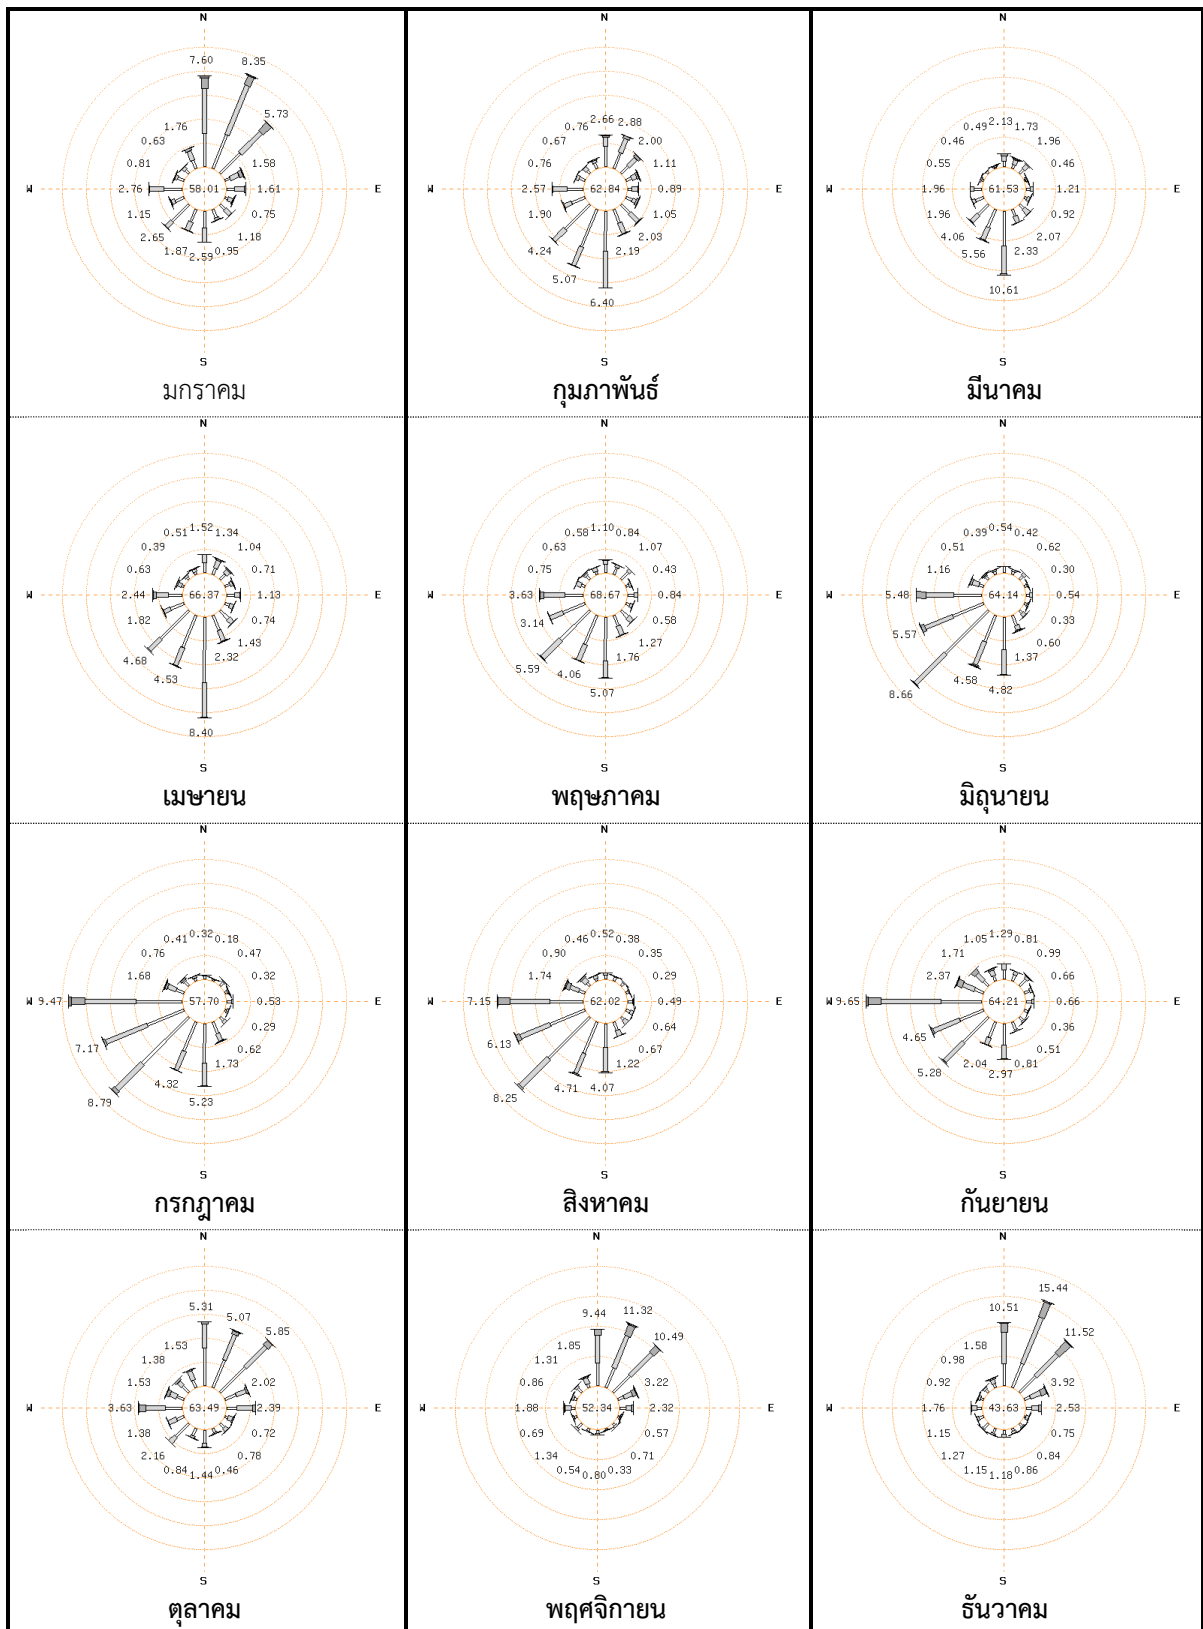 N N N
7.60 8.35
5.73
1.76
0.63
0.81 1.58
W 2.76 58.01 1.61 E
1.15 0.75
2.65 1.18
1.87 2.59 0.95
S
0.76 2.66 2.88
0.67 2.00
0.76 1.11
2.57 62.84 0.89 E
W
1.90 1.05
4.24 2.03
5.07 2.19
6.40
S
0.49 2.13 1.73
0.46 1.96
0.55 0.46
W 1.96 61.53 1.21 E
1.96 0.92
4.06 2.07
5.56 2.33
10.61
S
มกราคม กุมภาพันธ์ มีนาคม
N N N
0.51 1.52 1.34
0.39 1.04
0.63 0.71
W 2.44 66.37 1.13 E
1.82 0.74
4.68 1.43
4.53 2.32
8.40
S
0.58 1.10 0.84
0.63 1.07
0.75 0.43
W 3.63 68.67 0.84 E
3.14 0.58
5.59 1.27
4.06 1.76
5.07
S
0.39 0.54 0.42
0.51 0.62
1.16 0.30
W 5.48 64.14 0.54 E
5.57 0.33
8.66 0.60
4.58 1.37
4.82
S
เมษายน พฤษภาคม มิถุนายน
N N N
0.41 0.32 0.18
0.76 0.47
1.68 0.32
W 9.47 57.70 0.53 E
7.17 0.29
8.79 0.62
4.32 1.73
5.23
S
0.46 0.52 0.38
0.90 0.35
1.74 0.29
W 7.15 62.02 0.49 E
6.13 0.64
8.25 0.67
4.71 1.22
4.07
S
1.05 1.29 0.81
1.71 0.99
2.37 0.66
W 9.65 64.21 0.66 E
4.65 0.36
5.28 0.51
2.04 2.97 0.81
S
กรกฎาคม สิงหาคม กันยายน
N N N
5.31 5.07
5.85
1.53
1.38
1.53 2.02
W 3.63 63.49 2.39 E
1.38 0.72
2.16 0.78
0.84 1.44 0.46
S
9.44 11.32
10.49
1.85
1.31
0.86 3.22
W 1.88 52.34 2.32 E
0.69 0.57
1.34 0.71
0.54 0.80 0.33
S
15.44
10.51
11.52
1.58
0.98
0.92 3.92
W 1.76 43.63 2.53 E
1.15 0.75
1.27 0.84
1.15 1.18 0.86
S
ตุลาคม พฤศจิกายน ธันวาคม